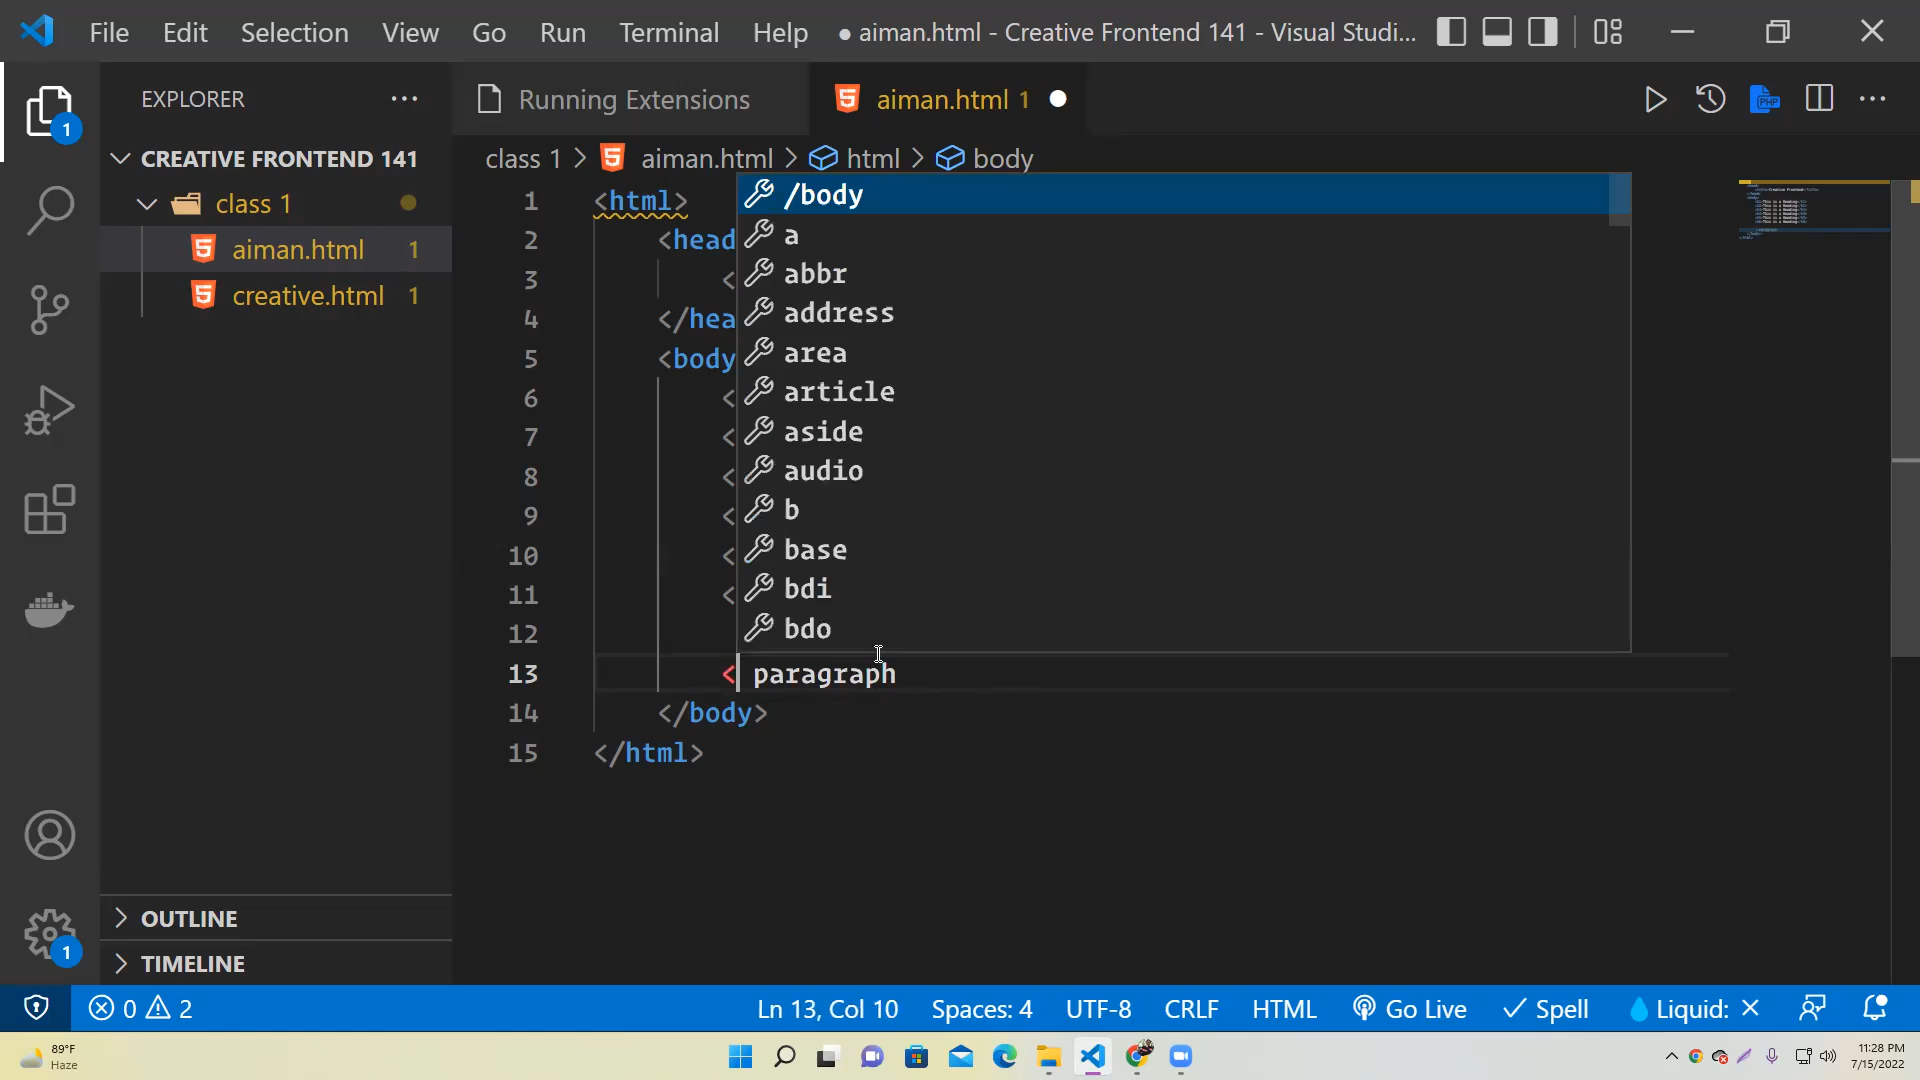 File Edit Selection View Go Run Terminal Help ● aiman.html - Creative Frontend 141 - Visual Studi...
EXPLORER ...
Running Extensions
aiman.html 1 ●
1
CREATIVE FRONTEND 141
class 1
aiman.html 1
creative.html 1
class 1 > aiman.html > html > body
1 <html>
2 <head
3 <
4 </hea
5 <body
6 <
7 <
8 <
9 <
10 <
11 <
12
13 < paragraph
14 </body>
15 </html>
/body
a
abbr
address
area
article
aside
audio
b
base
bdi
bdo
OUTLINE
TIMELINE
1
0 2
Ln 13, Col 10 Spaces: 4 UTF-8 CRLF HTML Go Live Spell Liquid: X
89°F
Haze
11:28 PM
7/15/2022